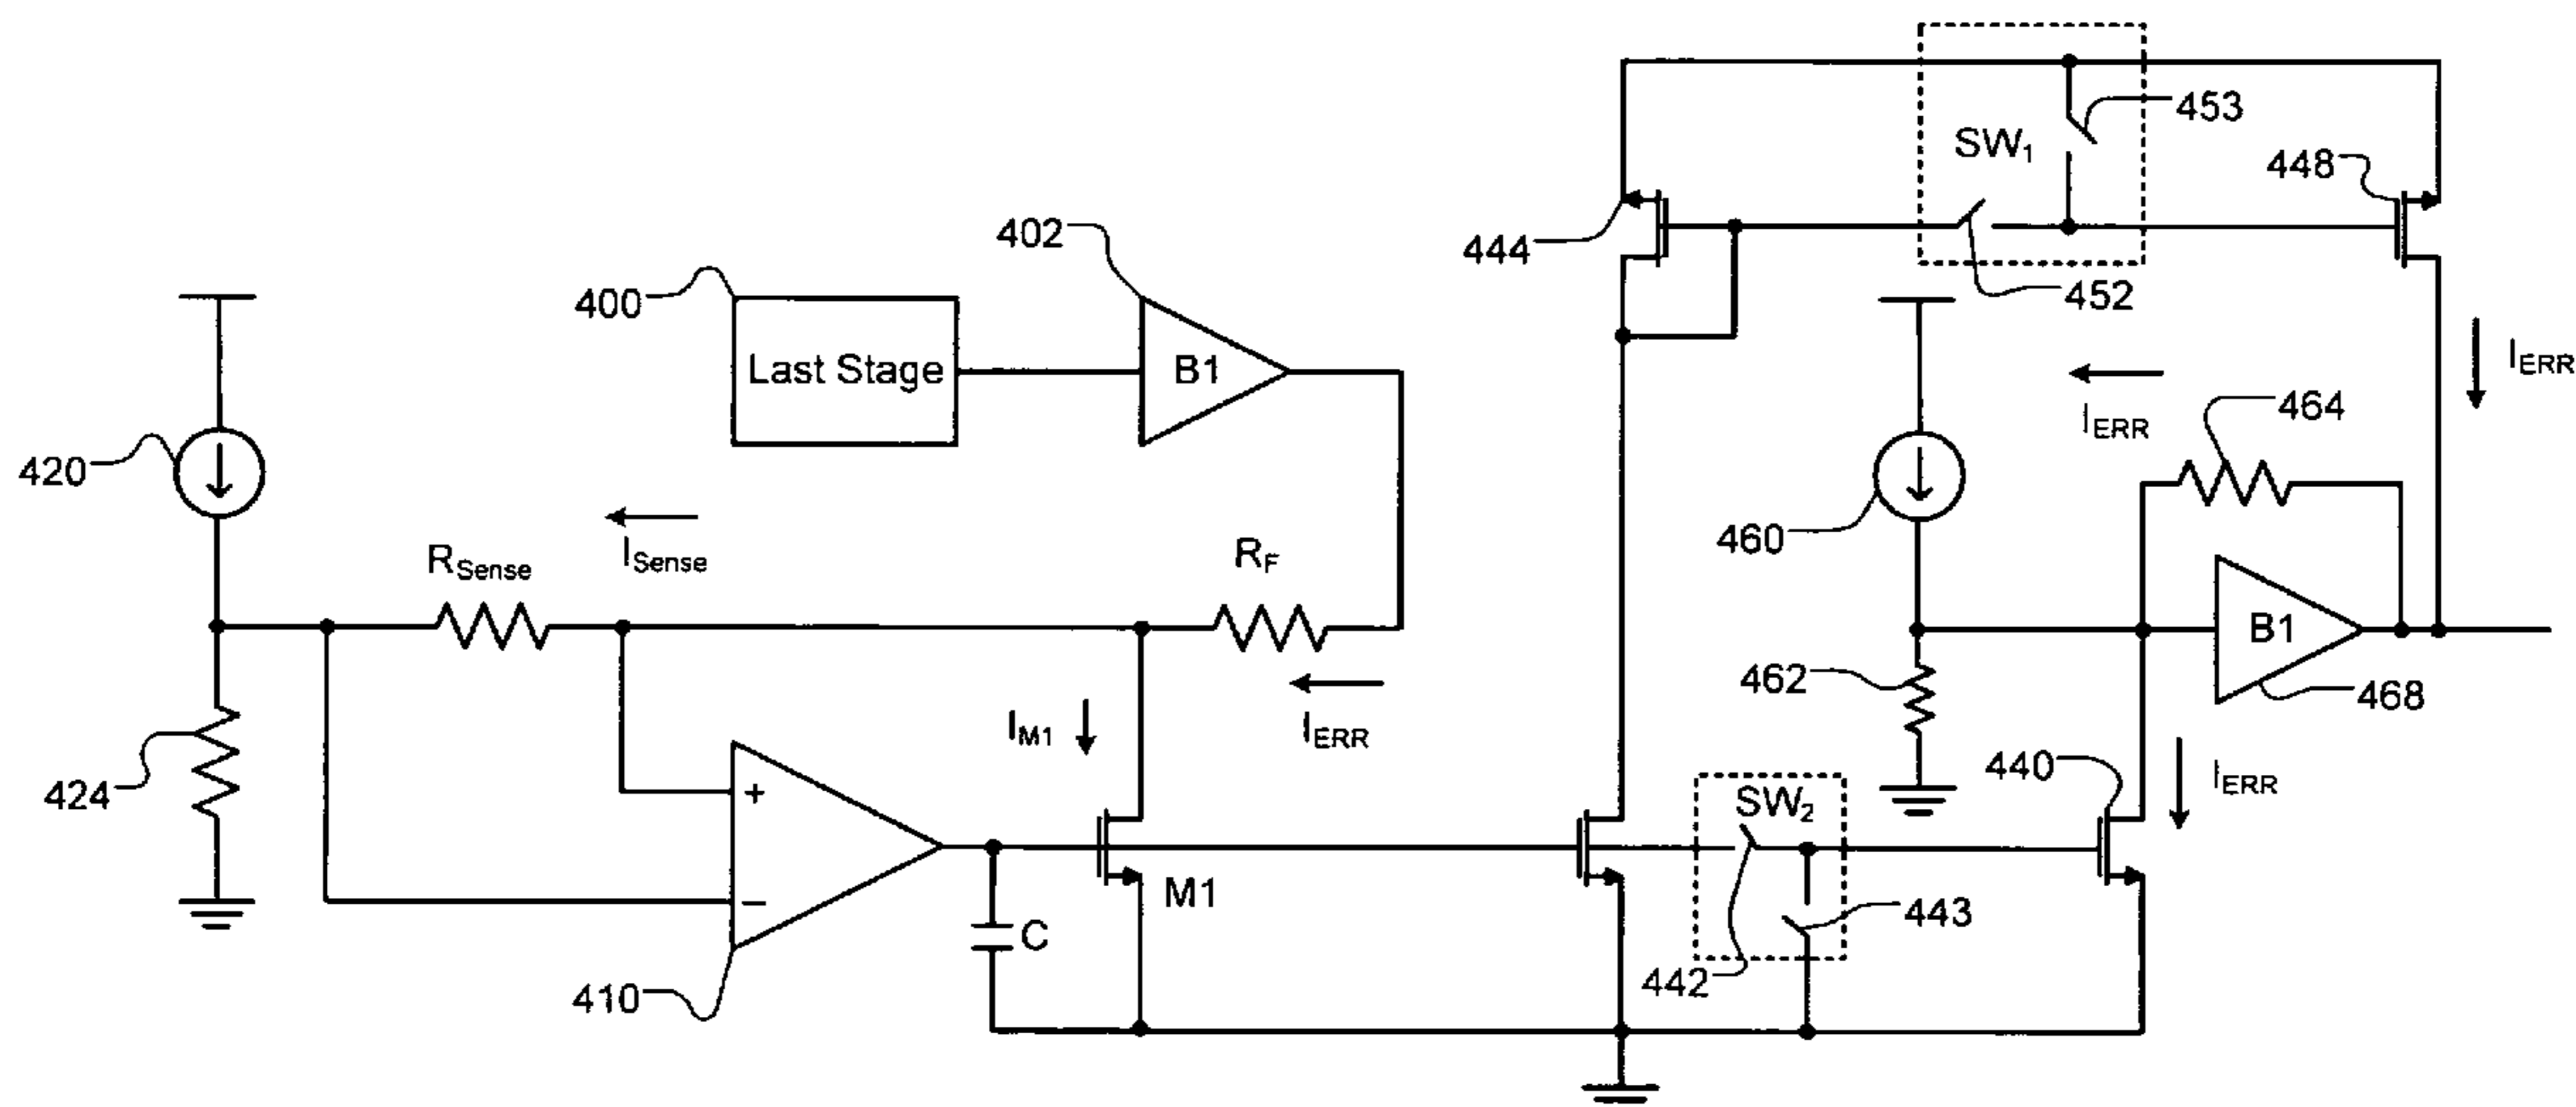 453
SW1
448
444
452
402
400
Last Stage
B1
IERR
IERR
464
420
460
RSense
ISense
RF
B1
462
468
IM1
IERR
440
IERR
424
+
SW2
−
M1
443
C
442
410